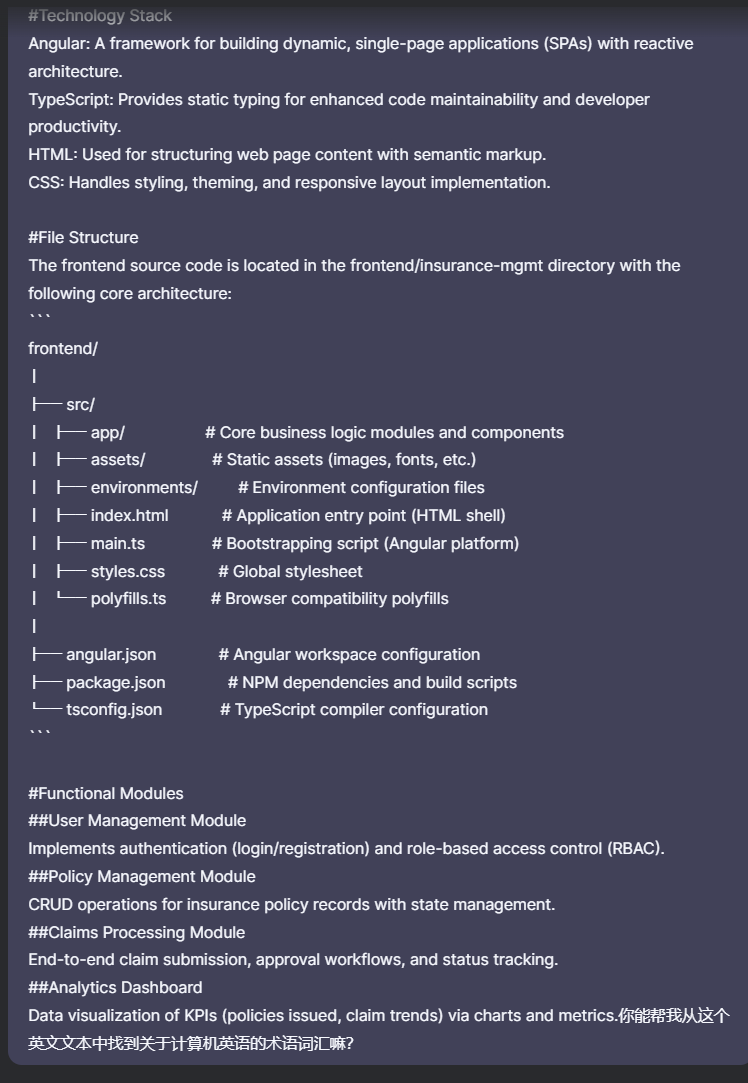 #Technology Stack
Angular: A framework for building dynamic, single-page applications (SPAs) with reactive
architecture.
TypeScript: Provides static typing for enhanced code maintainability and developer
productivity.
HTML: Used for structuring web page content with semantic markup.
CSS: Handles styling, theming, and responsive layout implementation.
#File Structure
The frontend source code is located in the frontend/insurance-mgmt directory with the
following core architecture:
```
frontend/
│
├── src/
│   ├── app/                # Core business logic modules and components
│   ├── assets/             # Static assets (images, fonts, etc.)
│   ├── environments/       # Environment configuration files
│   ├── index.html          # Application entry point (HTML shell)
│   ├── main.ts             # Bootstrapping script (Angular platform)
│   ├── styles.css          # Global stylesheet
│   └── polyfills.ts        # Browser compatibility polyfills
│
├── angular.json            # Angular workspace configuration
├── package.json            # NPM dependencies and build scripts
└── tsconfig.json           # TypeScript compiler configuration
```
#Functional Modules
##User Management Module
Implements authentication (login/registration) and role-based access control (RBAC).
##Policy Management Module
CRUD operations for insurance policy records with state management.
##Claims Processing Module
End-to-end claim submission, approval workflows, and status tracking.
##Analytics Dashboard
Data visualization of KPIs (policies issued, claim trends) via charts and metrics.你能帮我从这个
英文文本中找到关于计算机英语的术语词汇嘛?